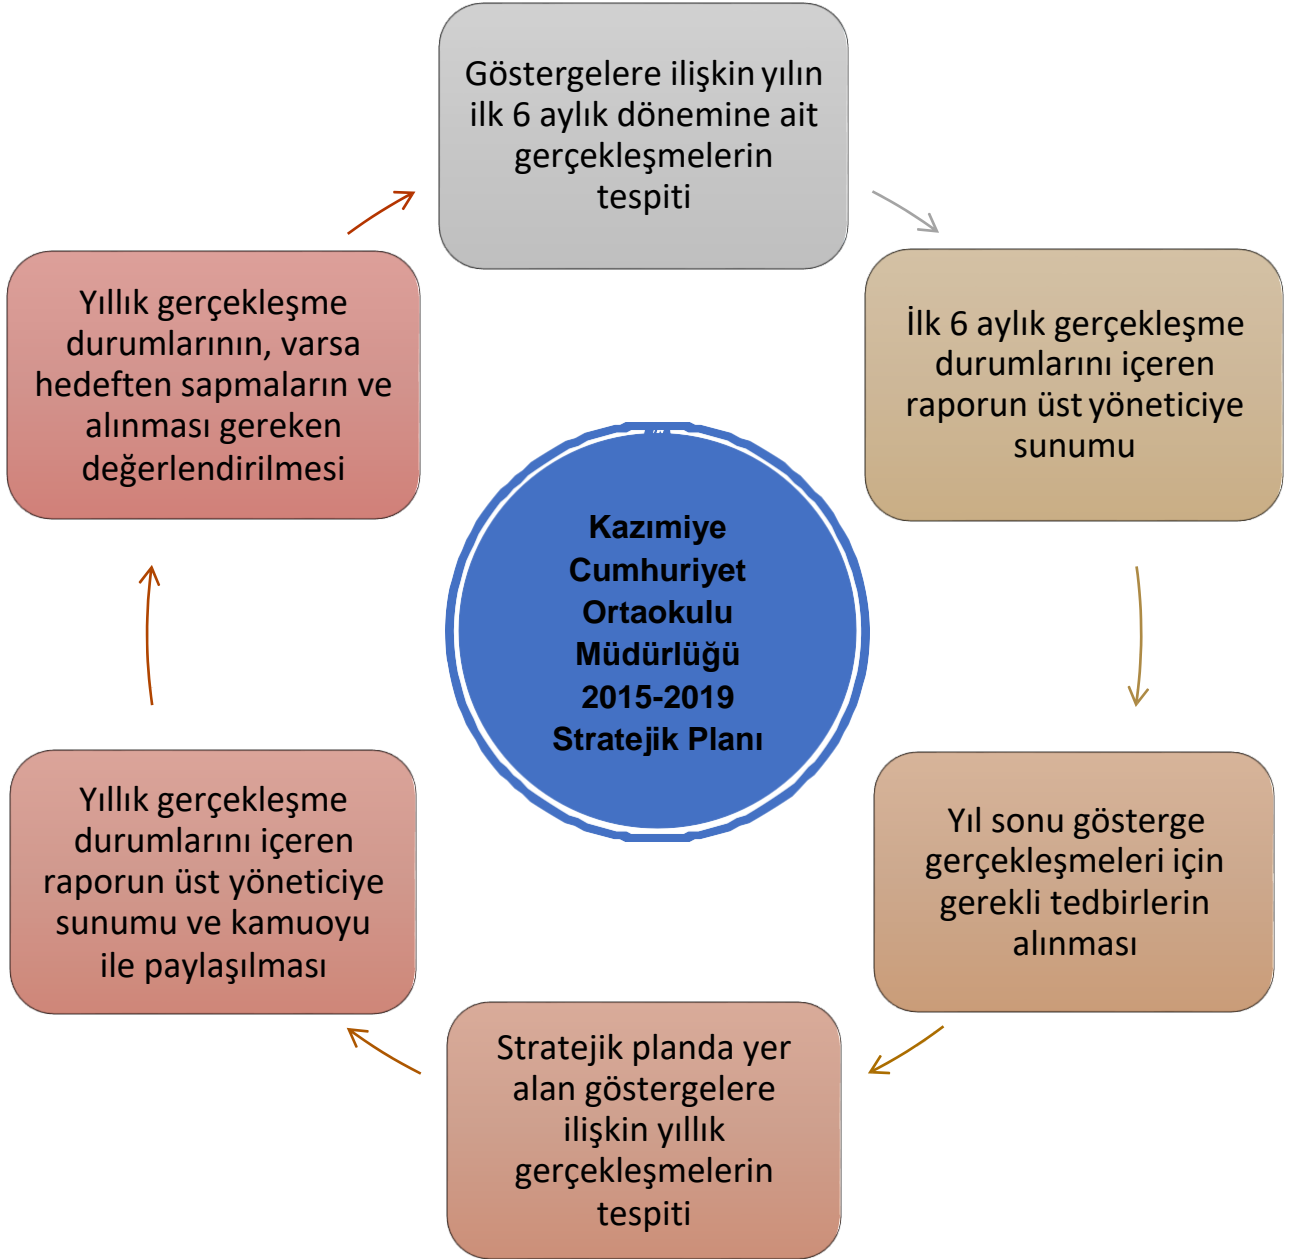 Göstergelere ilişkin yılın
ilk 6 aylık dönemine ait
gerçekleşmelerin
tespiti
İlk 6 aylık gerçekleşme
durumlarını içeren
raporun üst yöneticiye
sunumu
Yıl sonu gösterge
gerçekleşmeleri için
gerekli tedbirlerin
alınması
Stratejik planda yer
alan göstergelere
ilişkin yıllık
gerçekleşmelerin
tespiti
Yıllık gerçekleşme
durumlarını içeren
raporun üst yöneticiye
sunumu ve kamuoyu
ile paylaşılması
Yıllık gerçekleşme
durumlarının, varsa
hedeften sapmaların ve
alınması gereken
değerlendirilmesi
Kazımiye
Cumhuriyet
Ortaokulu
Müdürlüğü
2015-2019
Stratejik Planı